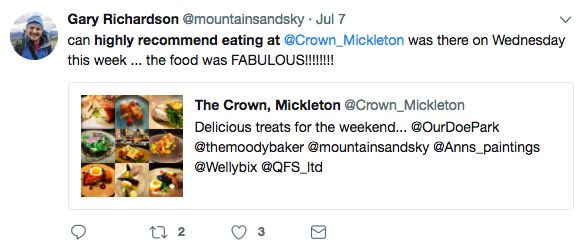 Gary Richardson @mountainsandsky · Jul 7
can highly recommend eating at @Crown_Mickleton was there on Wednesday
this week ... the food was FABULOUS!!!!!!!!
The Crown, Mickleton @Crown_Mickleton
Delicious treats for the weekend... @OurDoePark
@themoodybaker @mountainsandsky @Anns_paintings
@Wellybix @QFS_ltd
2 3